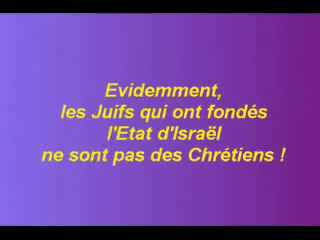 Evidemment,
les Juifs qui ont fondés
l'Etat d'Israël
ne sont pas des Chrétiens !